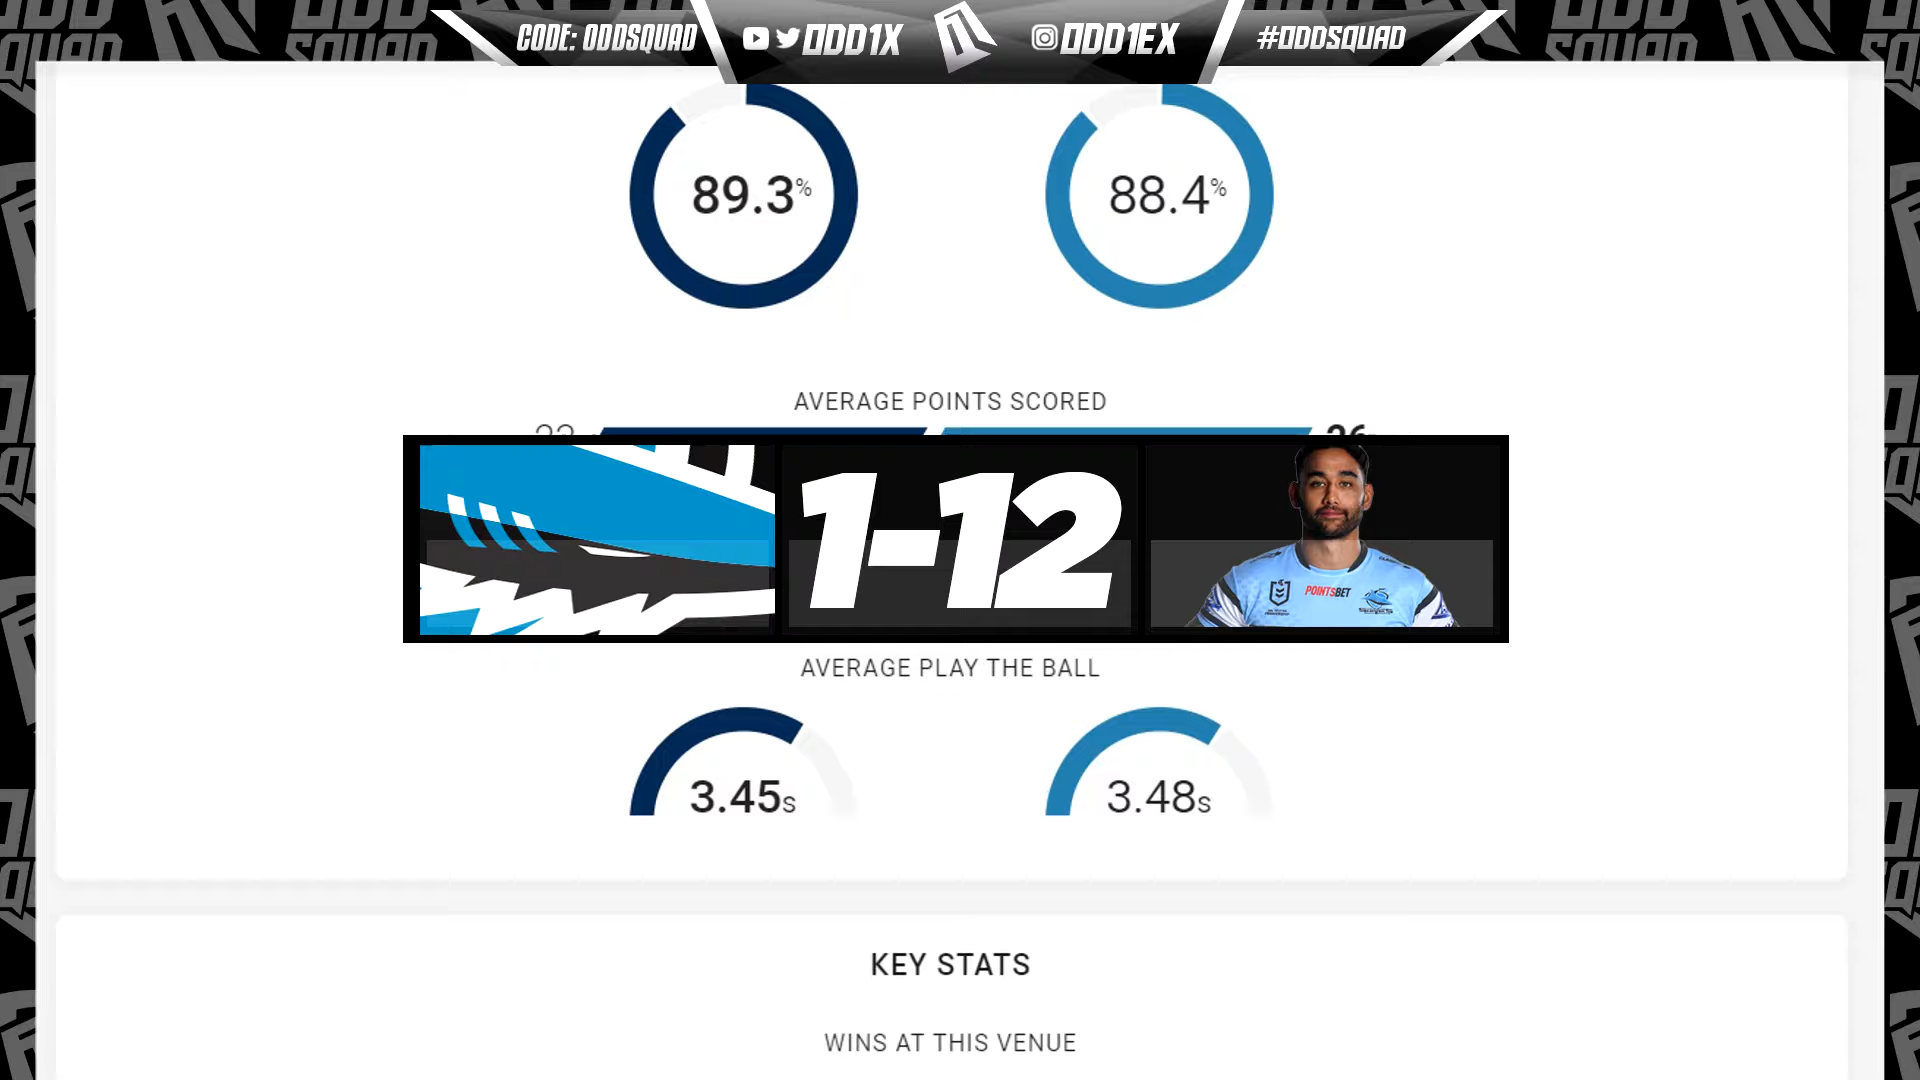 CODE: ODDSQUAD
ODD1X
ODD1EX
#ODDSQUAD
89.3%
88.4%
AVERAGE POINTS SCORED
26
1-12
POINTSBET
AVERAGE PLAY THE BALL
3.45s
3.48s
KEY STATS
WINS AT THIS VENUE